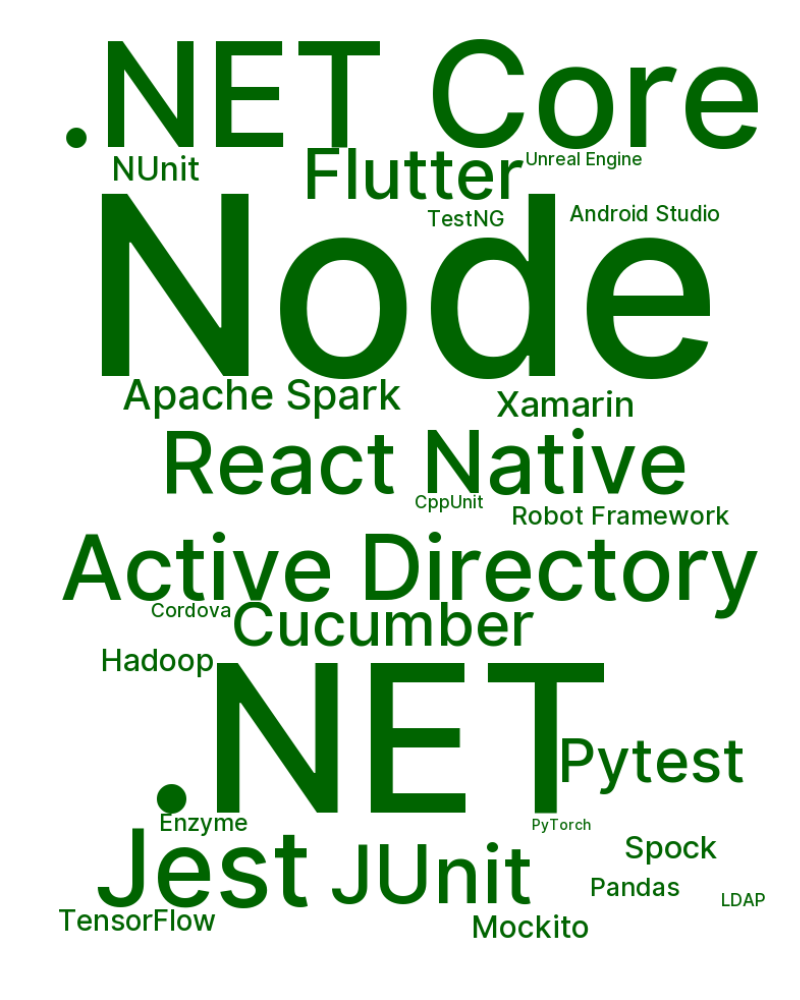 .NET Core
NUnit
Flutter
Unreal Engine
TestNG
Android Studio
Node
Apache Spark
Xamarin
React Native
CppUnit
Robot Framework
Active Directory
Cordova
Cucumber
Hadoop
.NET
Pytest
Enzyme
PyTorch
Jest
JUnit
Spock
Pandas
LDAP
TensorFlow
Mockito